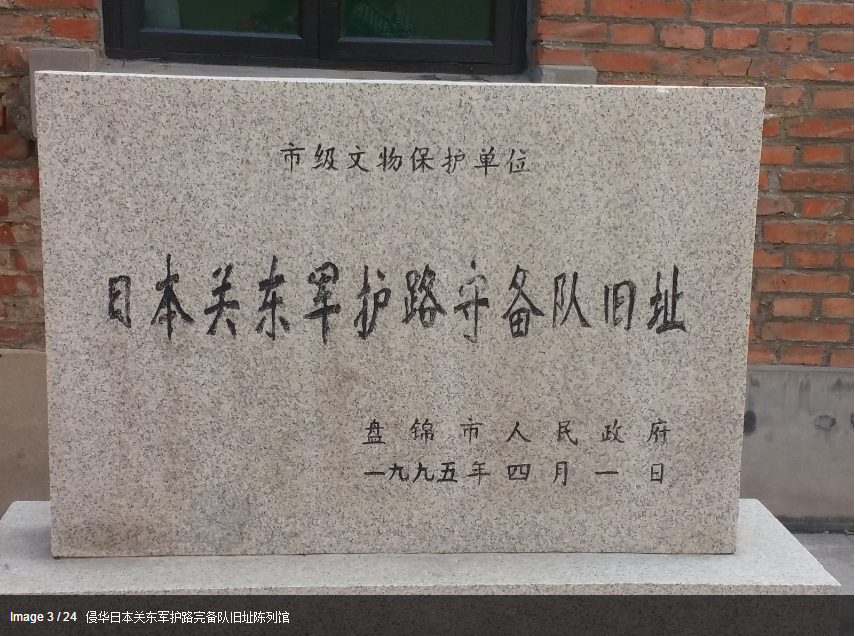 市级文物保护单位
日本关东军护路守备队旧址
盘锦市人民政府
一九九五年四月一日
Image 3 / 24 侵华日本关东军护路完备队旧址陈列馆